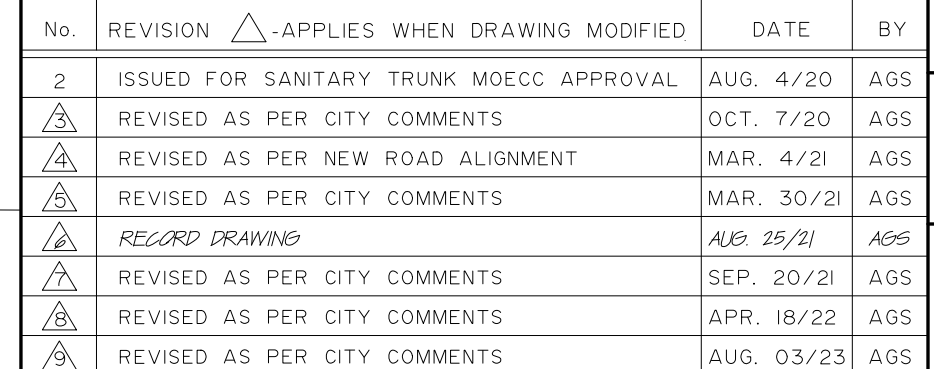 No. REVISION △-APPLIES WHEN DRAWING MODIFIED DATE BY
2 ISSUED FOR SANITARY TRUNK MOECC APPROVAL AUG. 4/20 AGS
3 REVISED AS PER CITY COMMENTS OCT. 7/20 AGS
4 REVISED AS PER NEW ROAD ALIGNMENT MAR. 4/21 AGS
5 REVISED AS PER CITY COMMENTS MAR. 30/21 AGS
6 RECORD DRAWING AUG. 25/21 AGS
7 REVISED AS PER CITY COMMENTS SEP. 20/21 AGS
8 REVISED AS PER CITY COMMENTS APR. 18/22 AGS
9 REVISED AS PER CITY COMMENTS AUG. 03/23 AGS